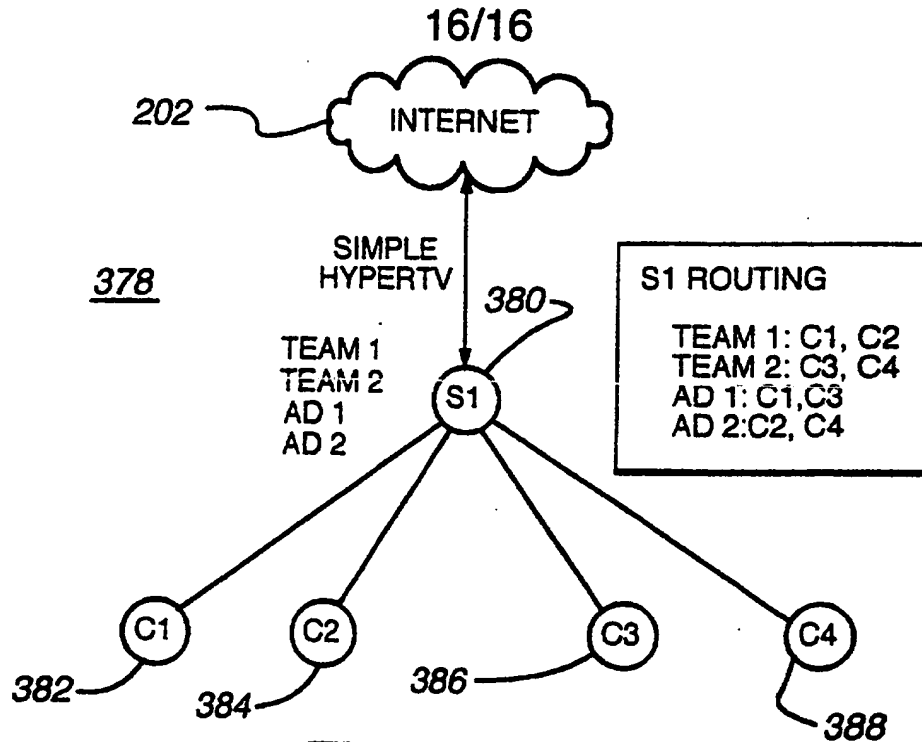 16/16
INTERNET
202
SIMPLE
HYPERTV
378
380
S1 ROUTING
TEAM 1: C1, C2
TEAM 2: C3, C4
AD 1: C1,C3
AD 2:C2, C4
TEAM 1
TEAM 2
AD 1
AD 2
S1
C1
C2
C3
C4
382
384
386
388